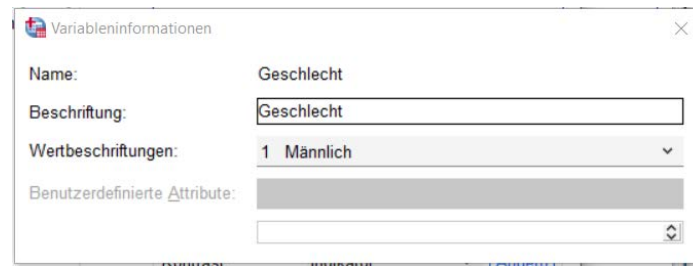 Variableninformationen
Name: Geschlecht
Beschriftung: Geschlecht
Wertbeschriftungen: 1 Männlich
Benutzerdefinierte Attribute: